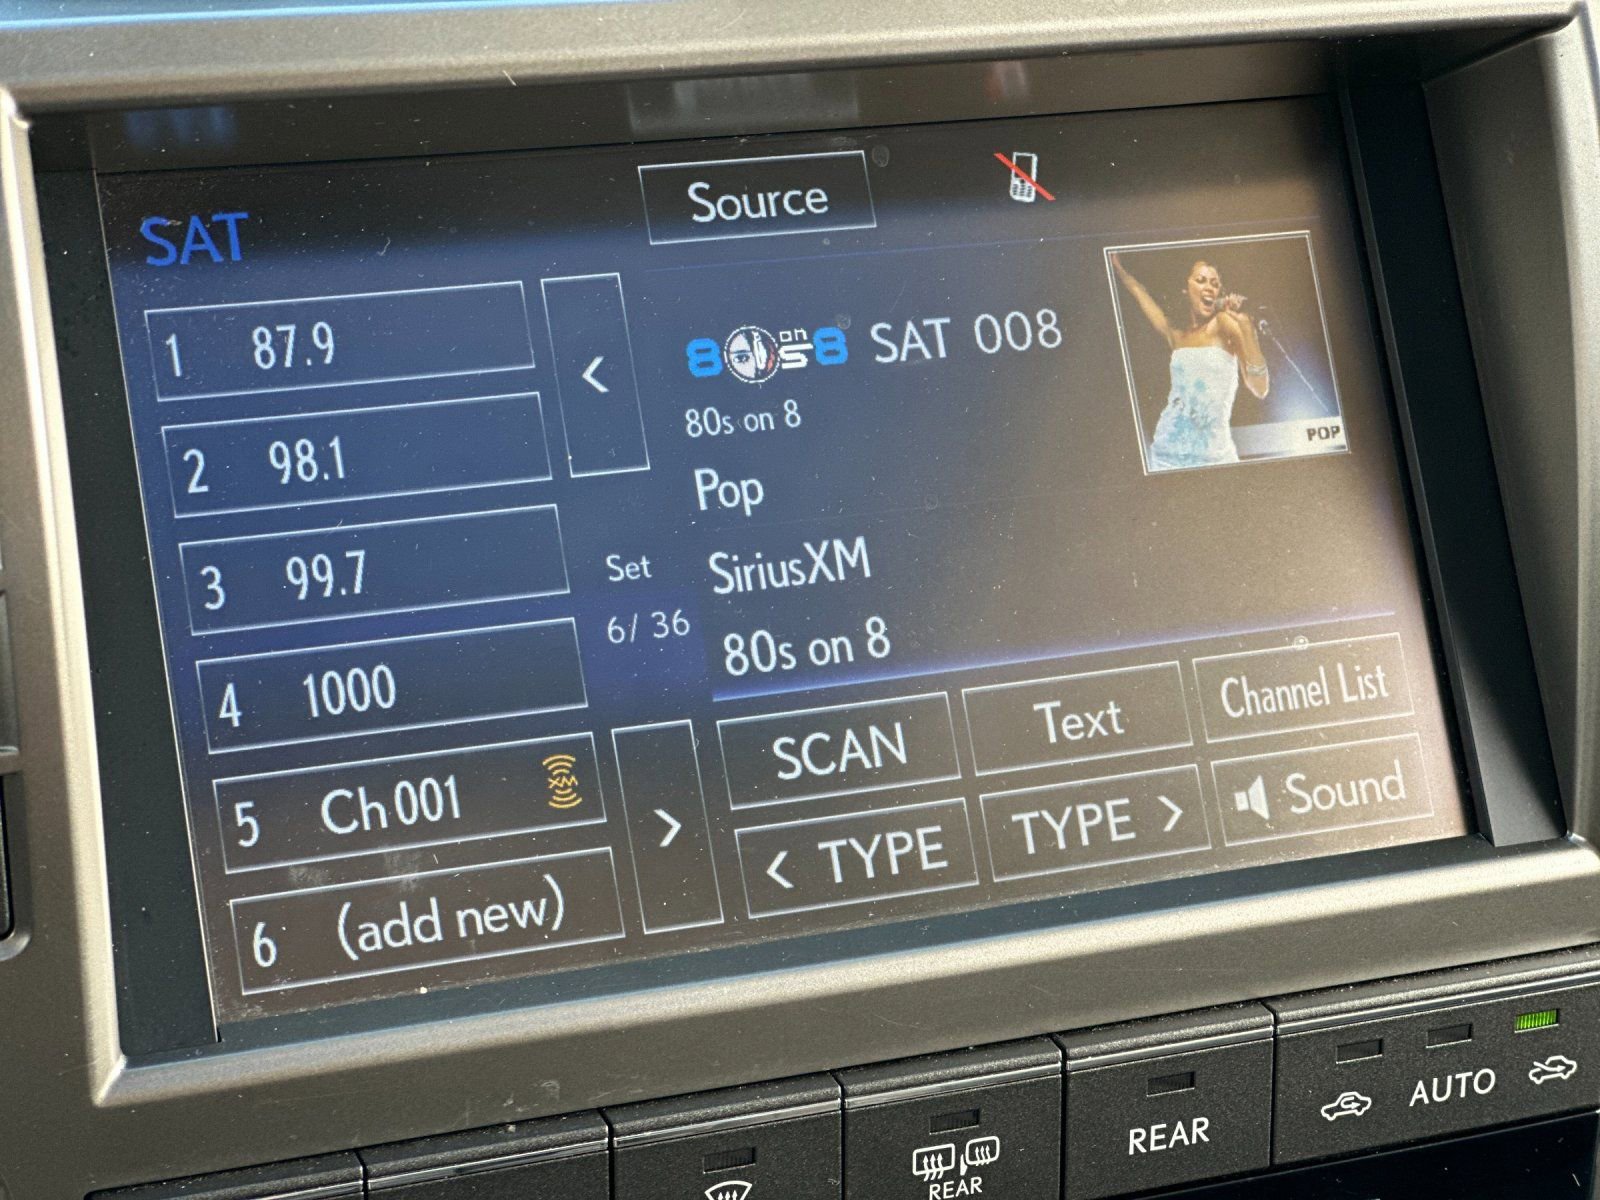 Source
SAT
1 87.9
2 98.1
3 99.7
4 1000
5 Ch 001 XM
6 (add new)
<
Set
6/ 36
>
80s on 8 SAT 008
80s on 8
Pop
SiriusXM
80s on 8
POP
SCAN Text Channel List
< TYPE TYPE > Sound
REAR
REAR
AUTO